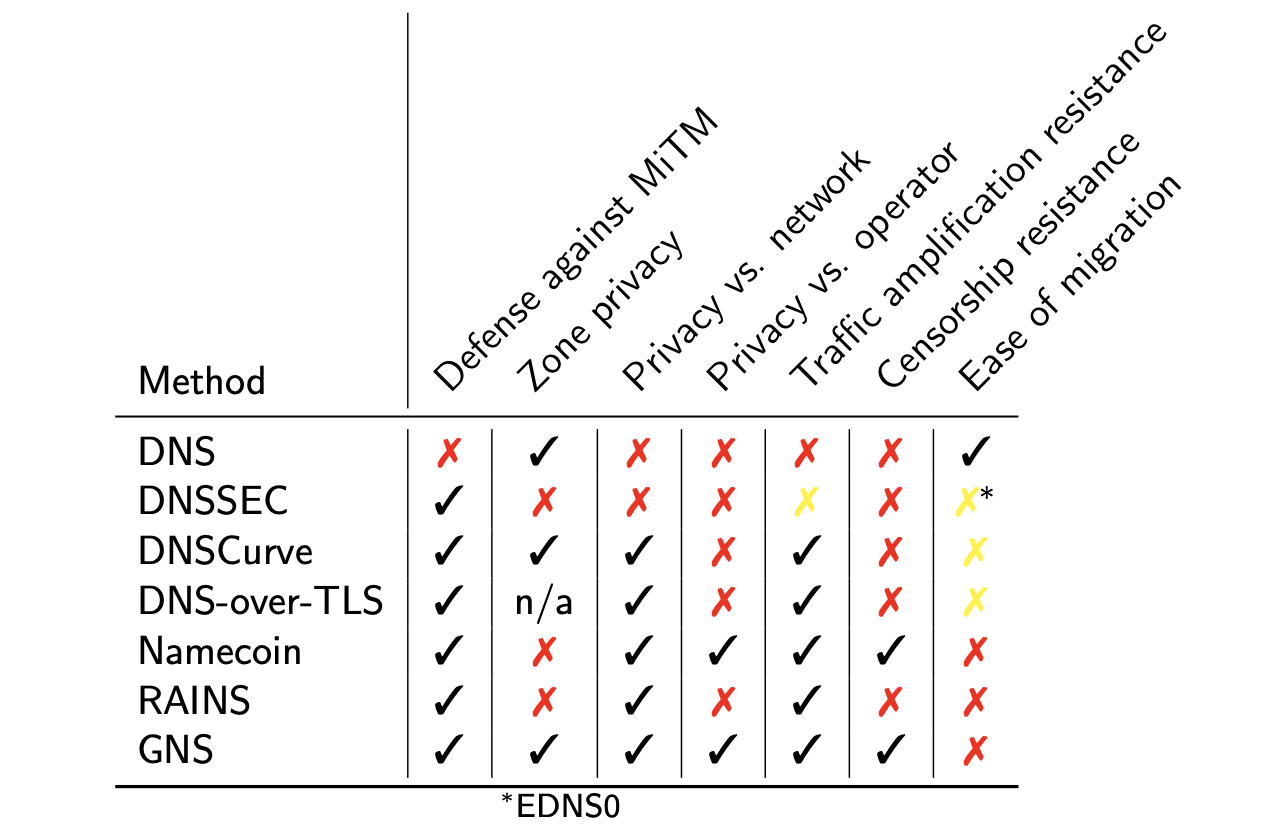 Method
Defense against MiTM
Zone privacy
Privacy vs. network
Privacy vs. operator
Traffic amplification resistance
Censorship resistance
Ease of migration
DNS ✗ ✓ ✗ ✗ ✗ ✗ ✓
DNSSEC ✓ ✗ ✗ ✗ ✗ ✗ ✗*
DNSCurve ✓ ✓ ✓ ✗ ✓ ✗ ✗
DNS-over-TLS ✓ n/a ✓ ✗ ✓ ✗ ✗
Namecoin ✓ ✗ ✓ ✓ ✓ ✓ ✗
RAINS ✓ ✗ ✓ ✗ ✓ ✗ ✗
GNS ✓ ✓ ✓ ✓ ✓ ✓ ✗
*EDNS0